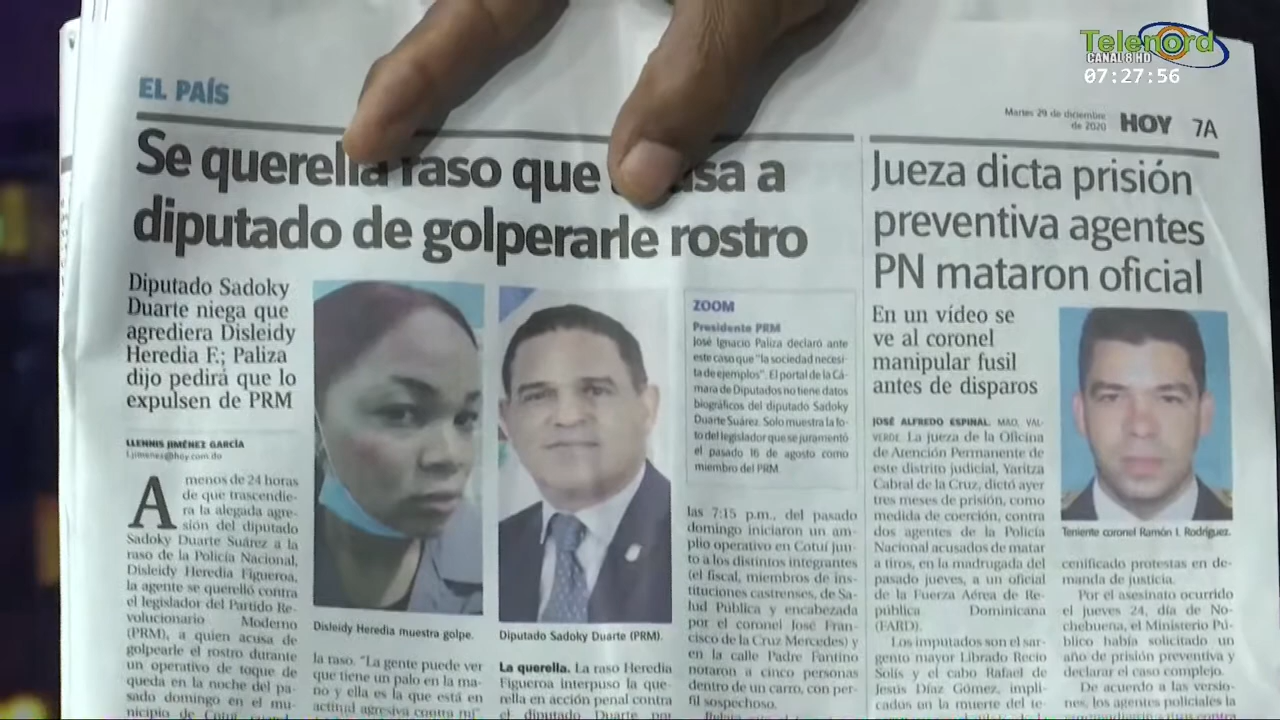 Telenord
CANAL 8 HD
07:27:56
EL PAÍS
Martes 29 de diciembre
de 2020
HOY 7A
Se querella raso que a
diputado de golperarle rostro
Diputado Sadoky
Duarte niega que
agrediera Disleidy
Heredia F.; Paliza
dijo pedirá que lo
expulsen de PRM
LLENNIS JIMÉNEZ GARCÍA
l.jimenez@hoy.com.do
A menos de 24 horas
de que trascendie-
ra la alegada agre-
sión del diputado
Sadoky Duarte Suárez a la
raso de la Policía Nacional,
Disleidy Heredia Figueroa,
la agente se querelló contra
el legislador del Partido Re-
volucionario Moderno
(PRM), a quien acusa de
golpearle el rostro durante
un operativo de toque de
queda en la noche del pa-
sado domingo en el mu-
nicipio de Cotuí,
Disleidy Heredia muestra golpe.
la raso. "La gente puede ver
que tiene un palo en la ma-
no y ella es la que está en
actitud agresiva contra mí"
Diputado Sadoky Duarte (PRM).
La querella. La raso Heredia
Figueroa interpuso la que-
rella en acción penal contra
el diputado Duarte por
ZOOM
Presidente PRM
José Ignacio Paliza declaró ante
este caso que "la sociedad necesi-
ta de ejemplos". El portal de la Cá-
mara de Diputados no tiene datos
biográficos del diputado Sadoky
Duarte Suárez. Solo muestra la fo-
to del legislador que se juramentó
el pasado 16 de agosto como
miembro del PRM.
las 7:15 p.m., del pasado
domingo iniciaron un am-
plio operativo en Cotuí jun-
to a los distintos integrantes
(el fiscal, miembros de ins-
tituciones castrenses, de Sa-
lud Pública y encabezada
por el coronel José Fran-
cisco de la Cruz Mercedes) y
en la calle Padre Fantino
notaron a cinco personas
dentro de un carro, con per-
fil sospechoso.
Jueza dicta prisión
preventiva agentes
PN mataron oficial
En un vídeo se
ve al coronel
manipular fusil
antes de disparos
JOSÉ ALFREDO ESPINAL. MAO, VAL-
VERDE. La jueza de la Oficina
de Atención Permanente de
este distrito judicial, Yaritza
Cabral de la Cruz, dictó ayer
tres meses de prisión, como
medida de coerción, contra
dos agentes de la Policía
Nacional acusados de matar
a tiros, en la madrugada del
pasado jueves, a un oficial
de la Fuerza Aérea de Re-
pública Dominicana
(FARD).
Los imputados son el sar-
gento mayor Librado Recio
Solís y el cabo Rafael de
Jesús Díaz Gómez, impli-
cados en la muerte del te-
Teniente coronel Ramón I. Rodríguez.
cenificado protestas en de-
manda de justicia.
Por el asesinato ocurrido
el jueves 24, día de No-
chebuena, el Ministerio Pú-
blico había solicitado un
año de prisión preventiva y
declarar el caso complejo.
De acuerdo a las versio-
nes, los agentes policiales la